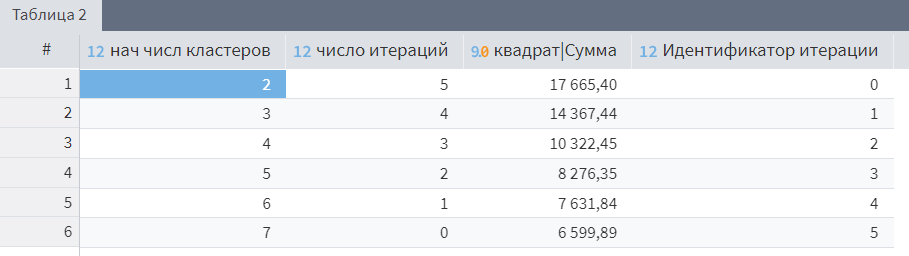 Таблица 2
# 12 нач числ кластеров 12 число итераций 9.0 квадрат|Сумма 12 Идентификатор итерации
1 2 5 17 665,40 0
2 3 4 14 367,44 1
3 4 3 10 322,45 2
4 5 2 8 276,35 3
5 6 1 7 631,84 4
6 7 0 6 599,89 5